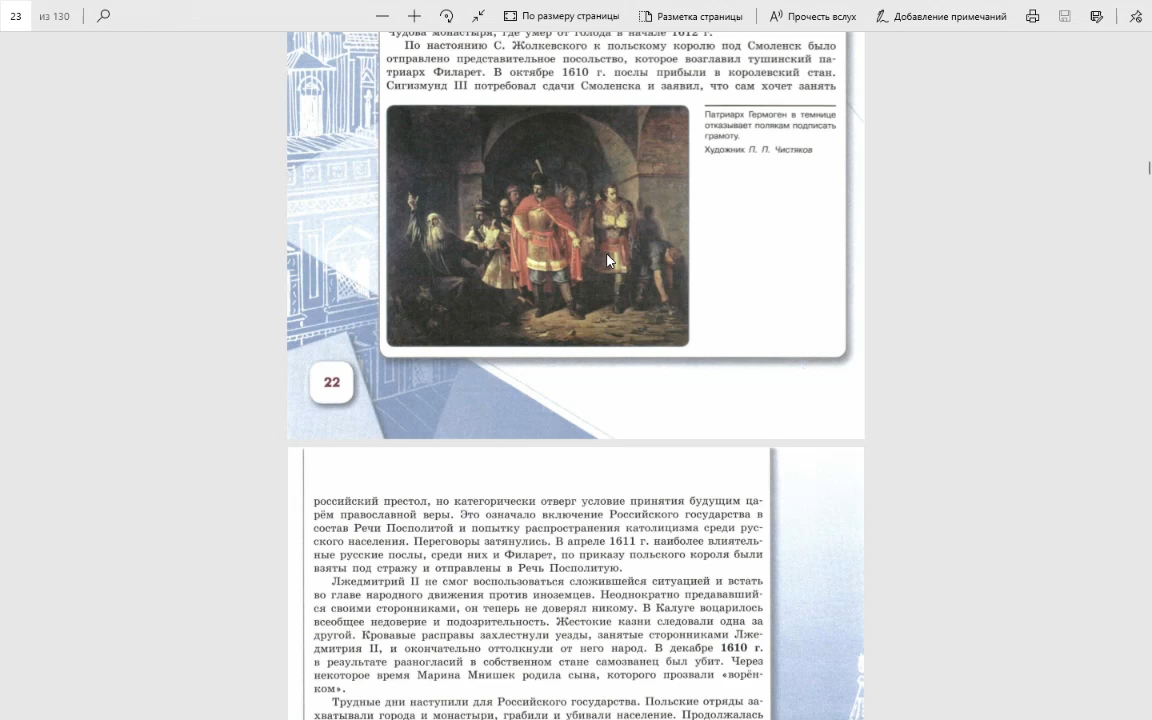 23 из 130 По размеру страницы Разметка страницы Прочесть вслух Добавление примечаний
Чудова монастыря, где умер от голода в начале 1612 г.
По настоянию С. Жолкевского к польскому королю под Смоленск было
отправлено представительное посольство, которое возглавил тушинский па-
триарх Филарет. В октябре 1610 г. послы прибыли в королевский стан.
Сигизмунд III потребовал сдачи Смоленска и заявил, что сам хочет занять
Патриарх Гермоген в темнице
отказывает полякам подписать
грамоту.
Художник П. П. Чистяков
22
российский престол, но категорически отверг условие принятия будущим ца-
рём православной веры. Это означало включение Российского государства в
состав Речи Посполитой и попытку распространения католицизма среди рус-
ского населения. Переговоры затянулись. В апреле 1611 г. наиболее влиятель-
ные русские послы, среди них и Филарет, по приказу польского короля были
взяты под стражу и отправлены в Речь Посполитую.
Лжедмитрий II не смог воспользоваться сложившейся ситуацией и встать
во главе народного движения против иноземцев. Неоднократно предававший-
ся своими сторонниками, он теперь не доверял никому. В Калуге воцарилось
всеобщее недоверие и подозрительность. Жестокие казни следовали одна за
другой. Кровавые расправы захлестнули уезды, занятые сторонниками Лже-
дмитрия II, и окончательно оттолкнули от него народ. В декабре 1610 г.
в результате разногласий в собственном стане самозванец был убит. Через
некоторое время Марина Мнишек родила сына, которого прозвали «ворён-
ком».
Трудные дни наступили для Российского государства. Польские отряды за-
хватывали города и монастыри, грабили и убивали население. Продолжалась